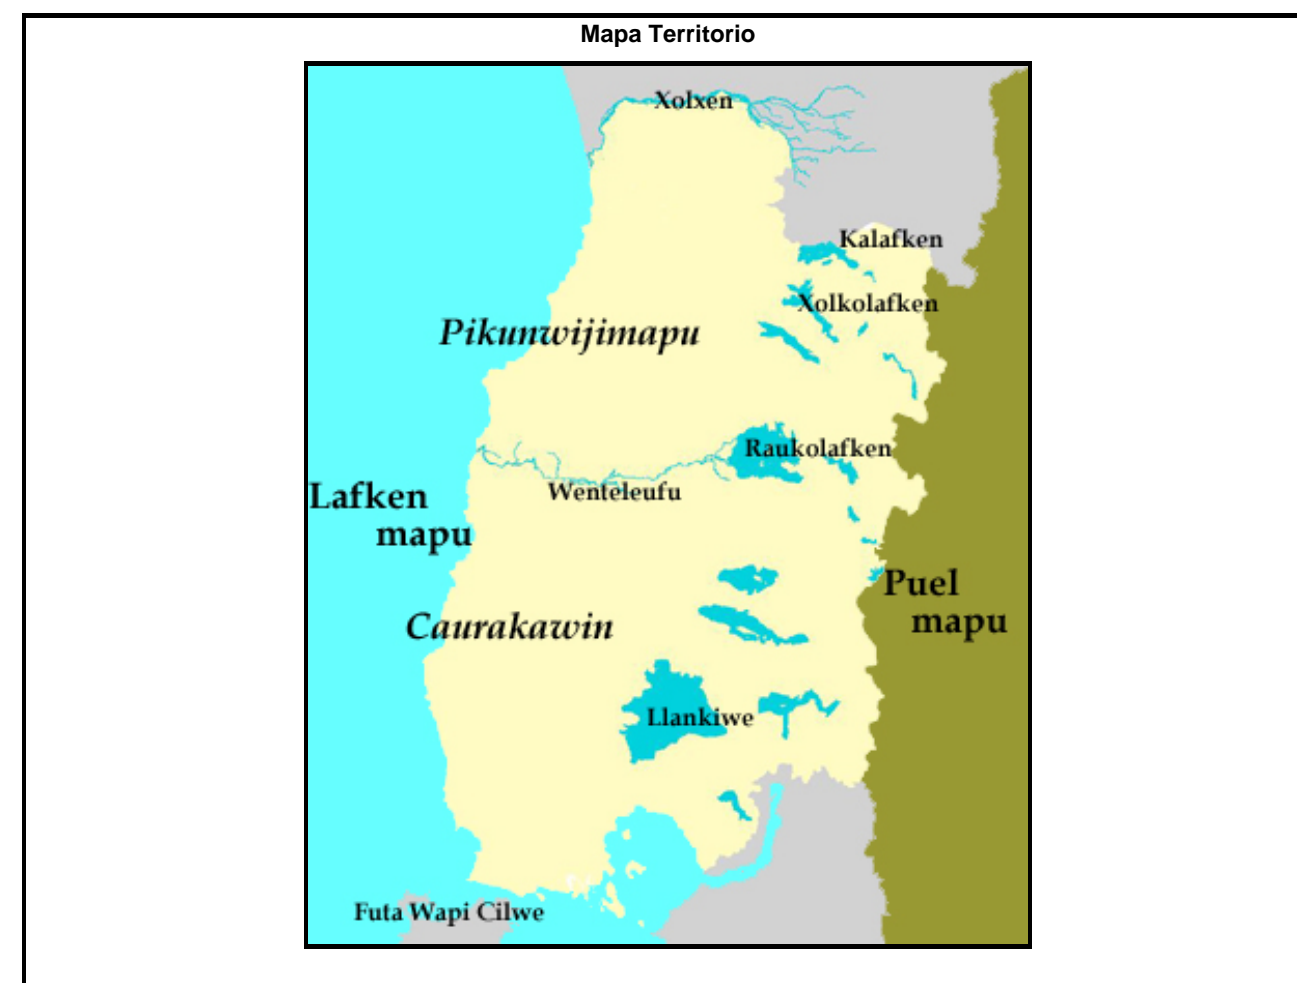 Mapa Territorio
Xolxen
Kalafken
Xolkolafken
Pikunwijimapu
Raukolafken
Wenteleufu
Lafken
mapu
Puel
mapu
Caurakawin
Llankiwe
Futa Wapi Cilwe